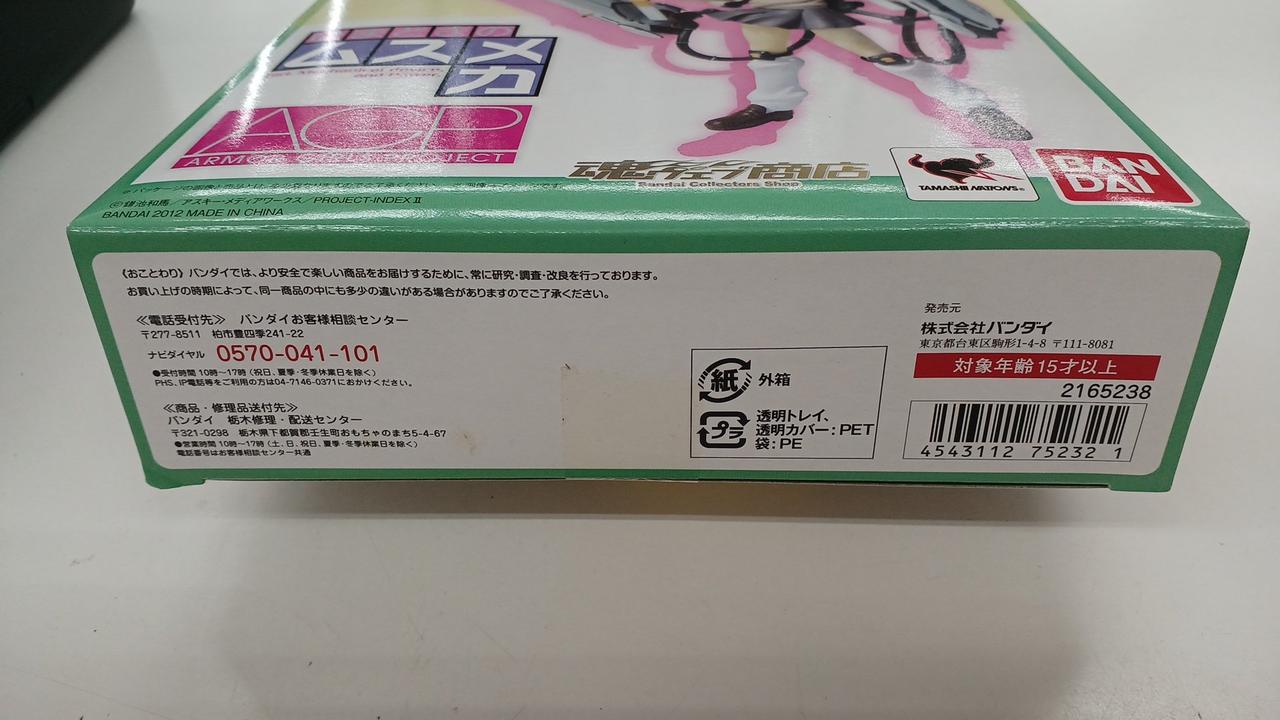 ムスメカ
AGP
ARMOR GIRLS PROJECT
魂ウェブ商店
Bandai Collectors Shop
TAMASHII NATIONS®
BAN
DAI
©鎌池和馬/アスキー・メディアワークス/PROJECT-INDEX II
BANDAI 2012 MADE IN CHINA
《おことわり》バンダイでは、より安全で楽しい商品をお届けするために、常に研究・調査・改良を行っております。
お買い上げの時期によって、同一商品の中にも多少の違いがある場合がありますのでご了承ください。
≪電話受付先≫ バンダイお客様相談センター
〒277-8511 柏市豊四季241-22
ナビダイヤル 0570-041-101
●受付時間 10時〜17時(祝日、夏季・冬季休業日を除く)
PHS、IP電話等をご利用の方は04-7146-0371におかけください。
≪商品・修理品送付先≫
バンダイ 栃木修理・配送センター
〒321-0298 栃木県下都賀郡壬生町おもちゃのまち5-4-67
●営業時間 10時〜17時(土、日、祝日、夏季・冬季休業日を除く)
電話番号はお客様相談センター共通
紙 外箱
プラ 透明トレイ、
透明カバー:PET
袋:PE
発売元
株式会社バンダイ
東京都台東区駒形1-4-8 〒111-8081
対象年齢15才以上
2165238
4543112 75232 1